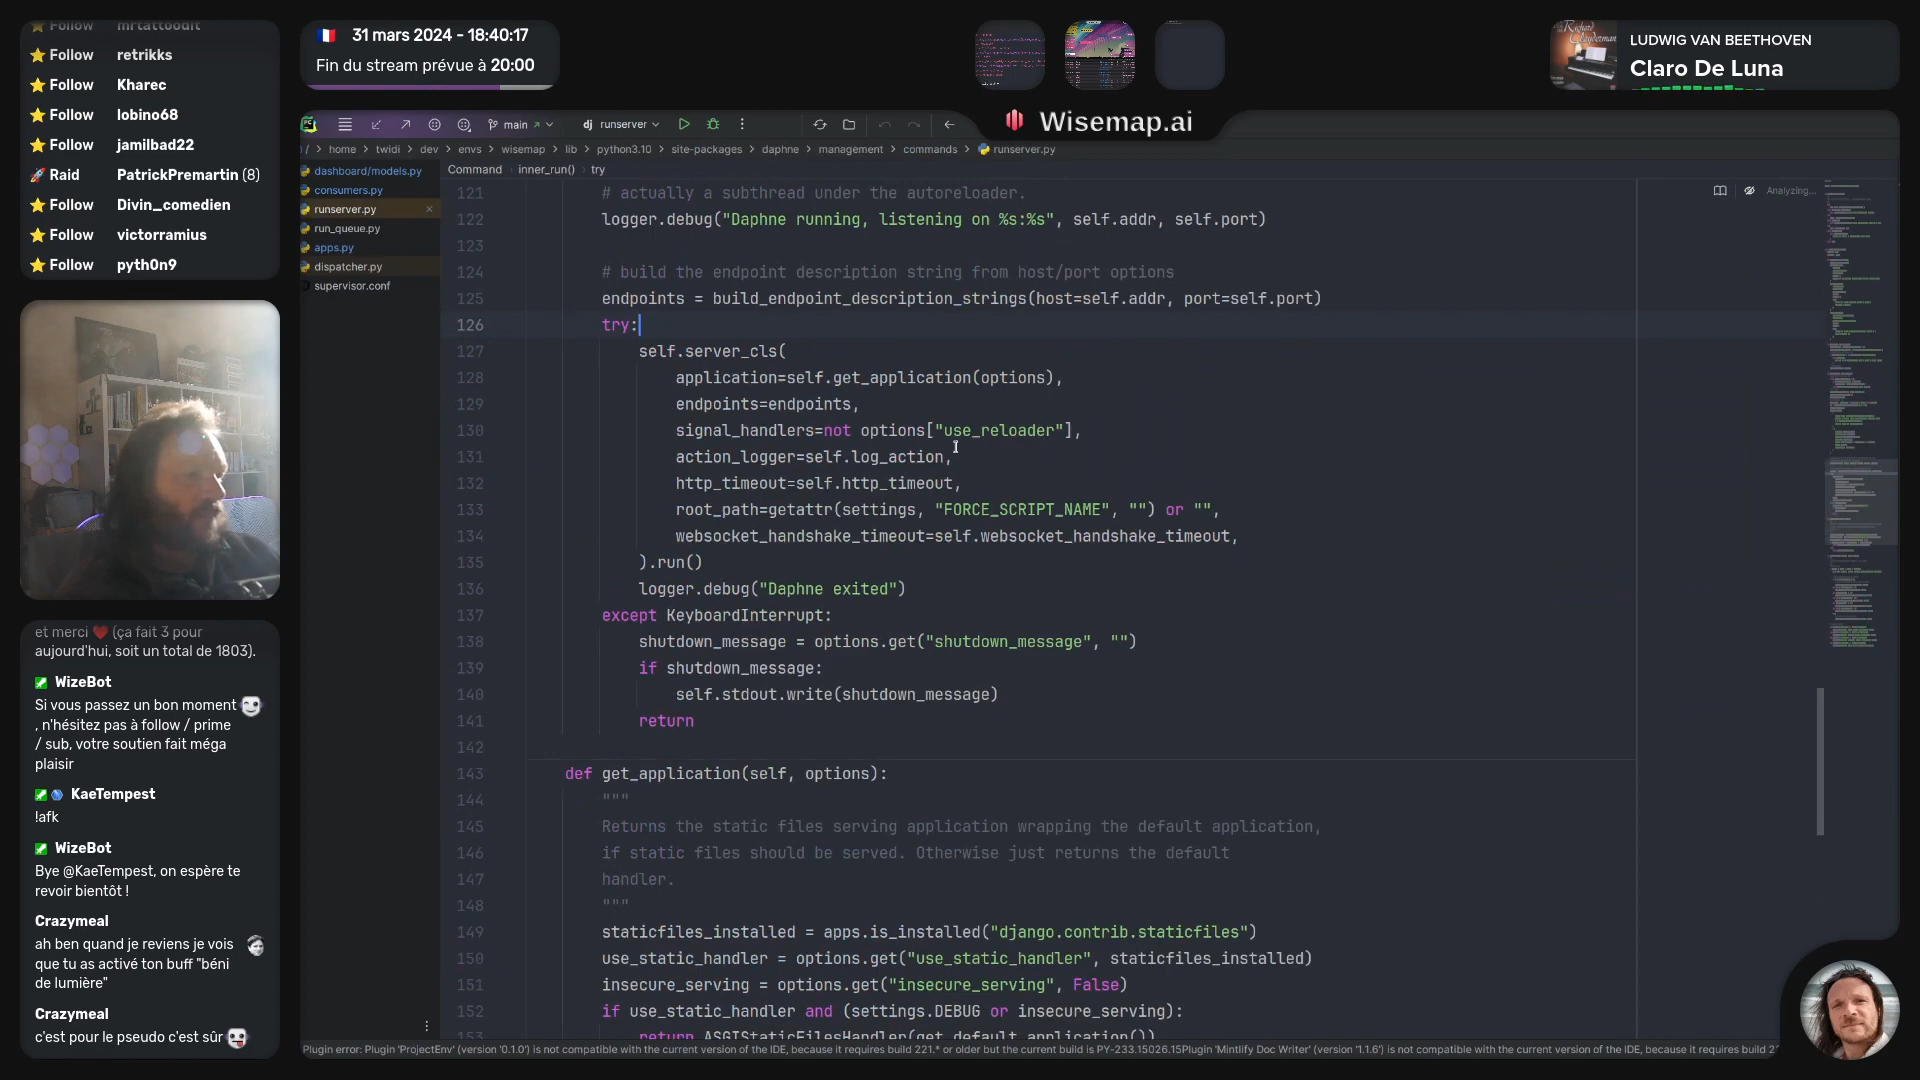 Follow mrtattoodit
Follow retrikks
Follow Kharec
Follow lobino68
Follow jamilbad22
Raid PatrickPremartin (8)
Follow Divin_comedien
Follow victorramius
Follow pyth0n9
31 mars 2024 - 18:40:17
Fin du stream prévue à 20:00
LUDWIG VAN BEETHOVEN
Claro De Luna
main
dj runserver
Wisemap.ai
/ > home > twidi > dev > envs > wisemap > lib > python3.10 > site-packages > daphne > management > commands > runserver.py
dashboard/models.py
consumers.py
runserver.py
run_queue.py
apps.py
dispatcher.py
supervisor.conf
Command inner_run() try
Analyzing...
121 # actually a subthread under the autoreloader.
122 logger.debug("Daphne running, listening on %s:%s", self.addr, self.port)
123
124 # build the endpoint description string from host/port options
125 endpoints = build_endpoint_description_strings(host=self.addr, port=self.port)
126 try:
127 self.server_cls(
128 application=self.get_application(options),
129 endpoints=endpoints,
130 signal_handlers=not options["use_reloader"],
131 action_logger=self.log_action,
132 http_timeout=self.http_timeout,
133 root_path=getattr(settings, "FORCE_SCRIPT_NAME", "") or "",
134 websocket_handshake_timeout=self.websocket_handshake_timeout,
135 ).run()
136 logger.debug("Daphne exited")
137 except KeyboardInterrupt:
138 shutdown_message = options.get("shutdown_message", "")
139 if shutdown_message:
140 self.stdout.write(shutdown_message)
141 return
142
143 def get_application(self, options):
144 """
145 Returns the static files serving application wrapping the default application,
146 if static files should be served. Otherwise just returns the default
147 handler.
148 """
149 staticfiles_installed = apps.is_installed("django.contrib.staticfiles")
150 use_static_handler = options.get("use_static_handler", staticfiles_installed)
151 insecure_serving = options.get("insecure_serving", False)
152 if use_static_handler and (settings.DEBUG or insecure_serving):
153 return ASGIStaticFilesHandler(get_default_application())
et merci ❤️ (ça fait 3 pour
aujourd'hui, soit un total de 1803).
WizeBot
Si vous passez un bon moment
, n'hésitez pas à follow / prime
/ sub, votre soutien fait méga
plaisir
KaeTempest
!afk
WizeBot
Bye @KaeTempest, on espère te
revoir bientôt !
Crazymeal
ah ben quand je reviens je vois
que tu as activé ton buff "béni
de lumière"
Crazymeal
c'est pour le pseudo c'est sûr
Plugin error: Plugin 'ProjectEnv' (version '0.1.0') is not compatible with the current version of the IDE, because it requires build 221.* or older but the current build is PY-233.15026.15Plugin 'Mintlify Doc Writer' (version '1.1.6') is not compatible with the current version of the IDE, because it requires build 22